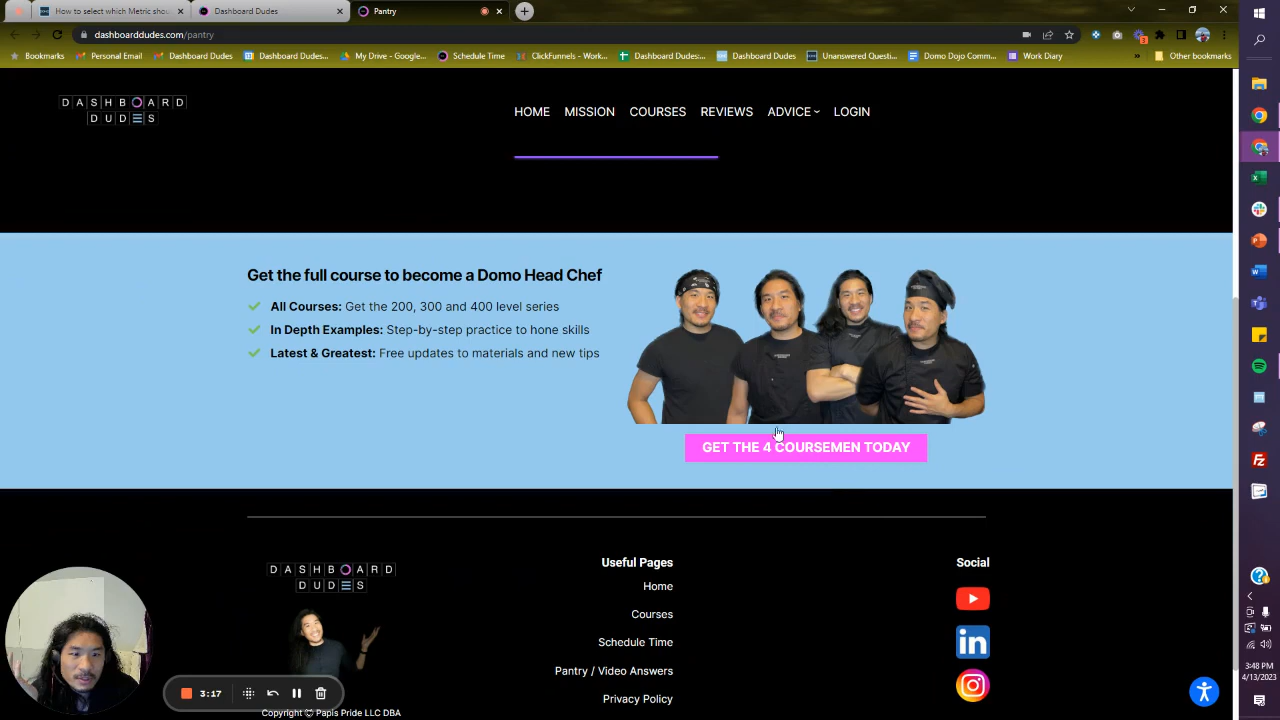 How to select which Metric shou
Dashboard Dudes
Pantry
dashboarddudes.com/pantry
Bookmarks
Personal Email
Dashboard Dudes
Dashboard Dudes...
My Drive - Google...
Schedule Time
ClickFunnels - Work...
Dashboard Dudes:...
Dashboard Dudes
Unanswered Questi...
Domo Dojo Comm...
Work Diary
Other bookmarks
DASHBOARD
DUDES
HOME
MISSION
COURSES
REVIEWS
ADVICE
LOGIN
Get the full course to become a Domo Head Chef
All Courses: Get the 200, 300 and 400 level series
In Depth Examples: Step-by-step practice to hone skills
Latest & Greatest: Free updates to materials and new tips
GET THE 4 COURSEMEN TODAY
DASHBOARD
DUDES
Useful Pages
Home
Courses
Schedule Time
Pantry / Video Answers
Privacy Policy
Social
3:17
Copyright © Papis Pride LLC DBA
3:48 PM
4/13/2023